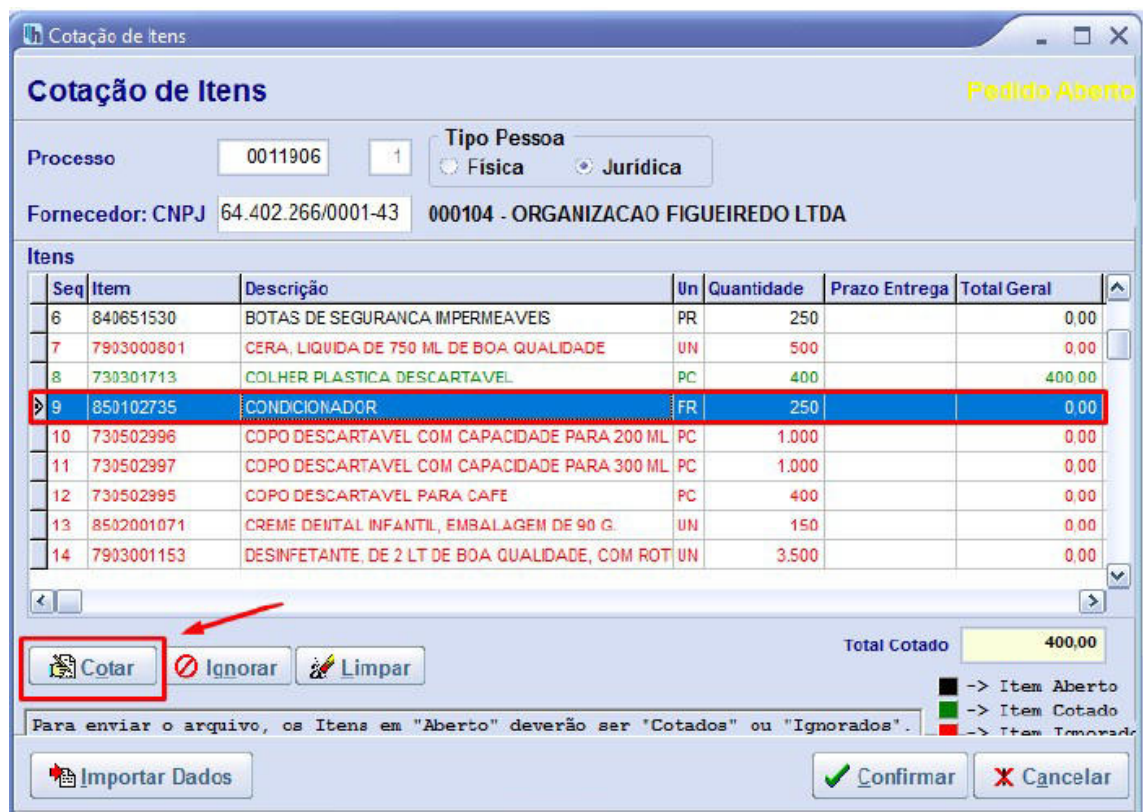 Cotação de Itens
Cotação de Itens Pedido Aberto
Processo 0011906 1 Tipo Pessoa Física Jurídica
Fornecedor: CNPJ 64.402.266/0001-43 000104 - ORGANIZACAO FIGUEIREDO LTDA
Itens
Seq Item Descrição Un Quantidade Prazo Entrega Total Geral
6 840651530 BOTAS DE SEGURANCA IMPERMEAVEIS PR 250 0,00
7 7903000801 CERA, LIQUIDA DE 750 ML DE BOA QUALIDADE UN 500 0,00
8 730301713 COLHER PLASTICA DESCARTAVEL PC 400 400,00
9 850102735 CONDICIONADOR FR 250 0,00
10 730502996 COPO DESCARTAVEL COM CAPACIDADE PARA 200 ML PC 1.000 0,00
11 730502997 COPO DESCARTAVEL COM CAPACIDADE PARA 300 ML PC 1.000 0,00
12 730502995 COPO DESCARTAVEL PARA CAFE PC 400 0,00
13 8502001071 CREME DENTAL INFANTIL, EMBALAGEM DE 90 G. UN 150 0,00
14 7903001153 DESINFETANTE, DE 2 LT DE BOA QUALIDADE, COM ROT UN 3.500 0,00
Total Cotado 400,00
Cotar Ignorar Limpar
-> Item Aberto
-> Item Cotado
-> Item Ignorado
Para enviar o arquivo, os Itens em "Aberto" deverão ser "Cotados" ou "Ignorados".
Importar Dados Confirmar Cancelar